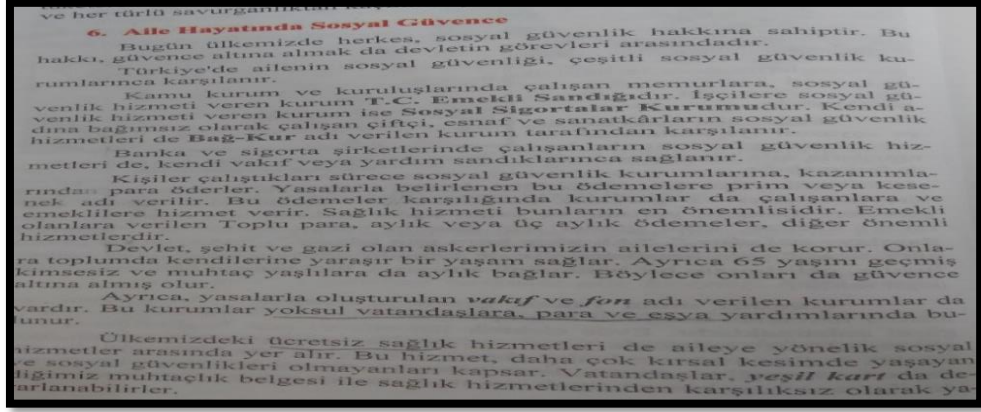 ve her türlü savurganlıktan
6. Aile Hayatında Sosyal Güvence
Bugün ülkemizde herkes, sosyal güvenlik hakkına sahiptir. Bu
hakkı, güvence altına almak da devletin görevleri arasındadır.
Türkiye'de ailenin sosyal güvenliği, çeşitli sosyal güvenlik ku-
rumlarınca karşılanır.
Kamu kurum ve kuruluşlarında çalışan memurlara, sosyal gü-
venlik hizmeti veren kurum T.C. Emekli Sandığıdır. İşçilere sosyal gü-
venlik hizmeti veren kurum ise Sosyal Sigortalar Kurumudur. Kendi a-
dına bağımsız olarak çalışan çiftçi, esnaf ve sanatkârların sosyal güvenlik
hizmetleri de Bağ-Kur adı verilen kurum tarafından karşılanır.
Banka ve sigorta şirketlerinde çalışanların sosyal güvenlik hiz-
metleri de, kendi vakıf veya yardım sandıklarınca sağlanır.
Kişiler çalıştıkları sürece sosyal güvenlik kurumlarına, kazanımla-
rından para öderler. Yasalarla belirlenen bu ödemelere prim veya kese-
nek adı verilir. Bu ödemeler karşılığında kurumlar da çalışanlara ve
emeklilere hizmet verir. Sağlık hizmeti bunların en önemlisidir. Emekli
olanlara verilen Toplu para, aylık veya üç aylık ödemeler, diğer önemli
hizmetlerdir.
Devlet, şehit ve gazi olan askerlerimizin ailelerini de korur. Onla-
ra toplumda kendilerine yaraşır bir yaşam sağlar. Ayrıca 65 yaşını geçmiş
kimsesiz ve muhtaç yaşlılara da aylık bağlar. Böylece onları da güvence
altına almış olur.
Ayrıca, yasalarla oluşturulan vakıf ve fon adı verilen kurumlar da
vardır. Bu kurumlar yoksul vatandaşlara, para ve eşya yardımlarında bu-
lunur.
Ülkemizdeki ücretsiz sağlık hizmetleri de aileye yönelik sosyal
hizmetler arasında yer alır. Bu hizmet, daha çok kırsal kesimde yaşayan
ve sosyal güvenlikleri olmayanları kapsar. Vatandaşlar, yeşil kart da de-
diğimiz muhtaçlık belgesi ile sağlık hizmetlerinden karşılıksız olarak ya-
rarlanabilirler.